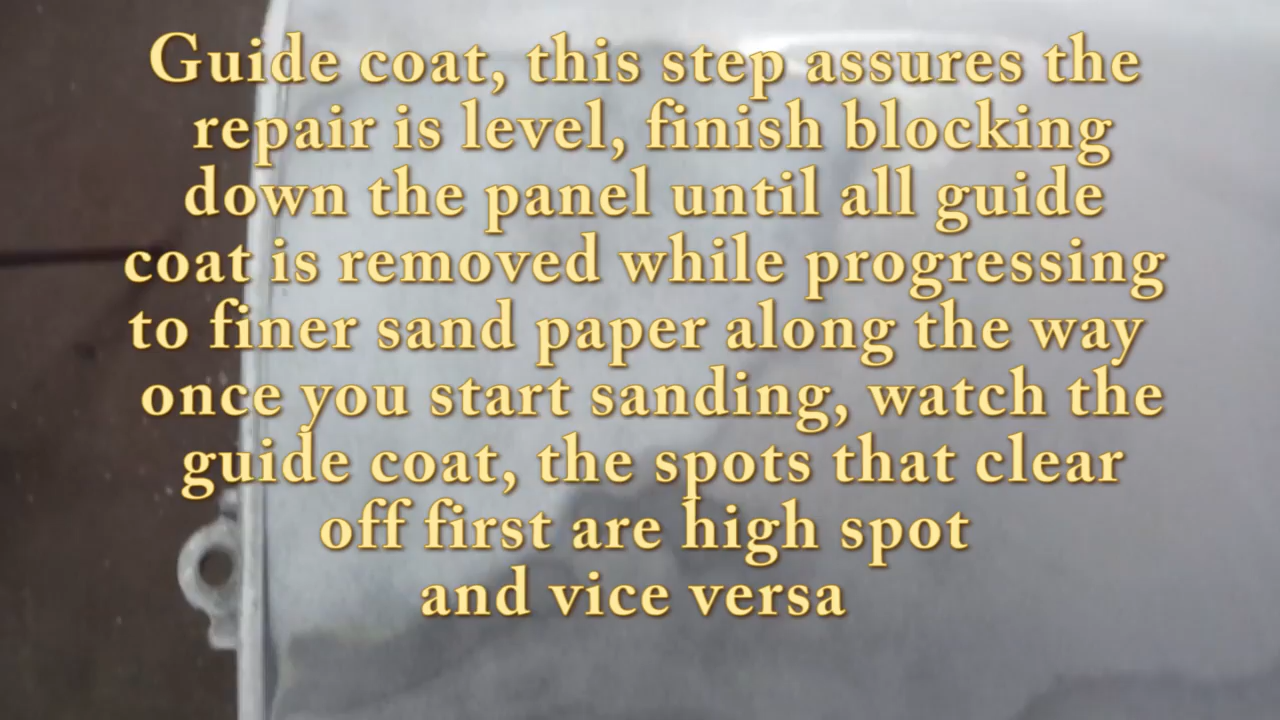 Guide coat, this step assures the
repair is level, finish blocking
down the panel until all guide
coat is removed while progressing
to finer sand paper along the way
once you start sanding, watch the
guide coat, the spots that clear
off first are high spot
and vice versa